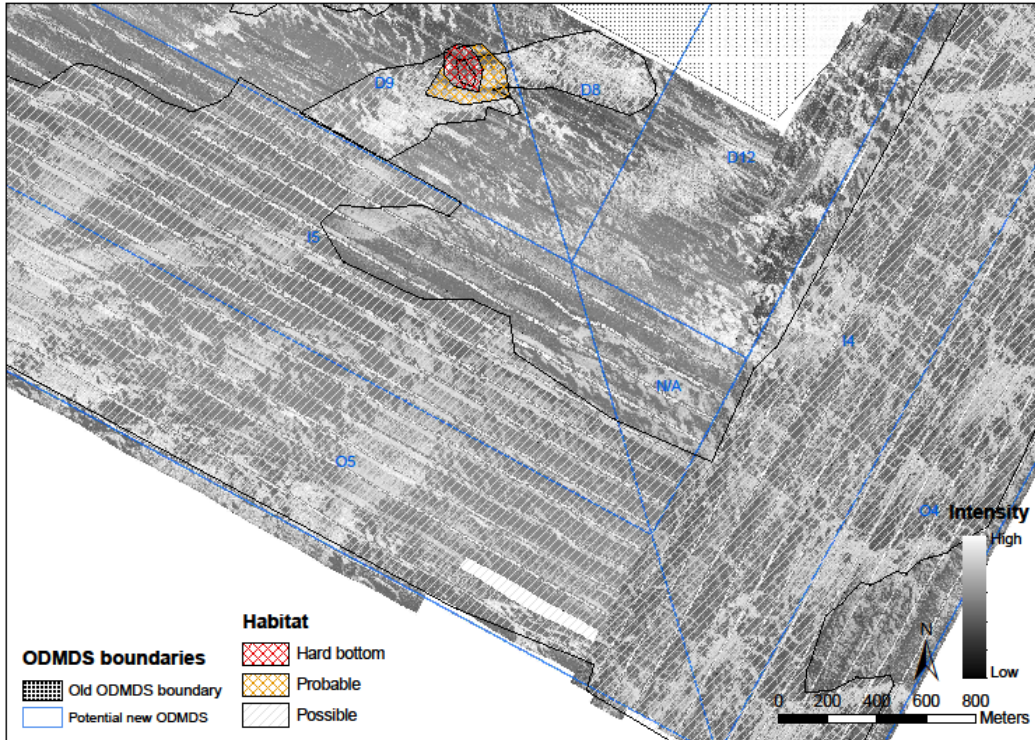 D9
D8
D12
I5
I4
N/A
O5
O4
Intensity
High
Low
N
ODMDS boundaries
Old ODMDS boundary
Potential new ODMDS
Habitat
Hard bottom
Probable
Possible
0 200 400 600 800
Meters